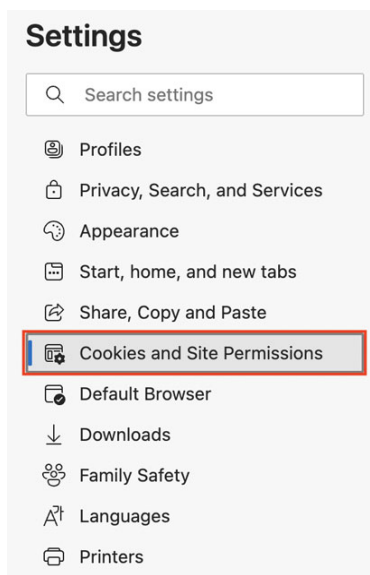 Settings
Search settings
Profiles
Privacy, Search, and Services
Appearance
Start, home, and new tabs
Share, Copy and Paste
Cookies and Site Permissions
Default Browser
Downloads
Family Safety
Languages
Printers